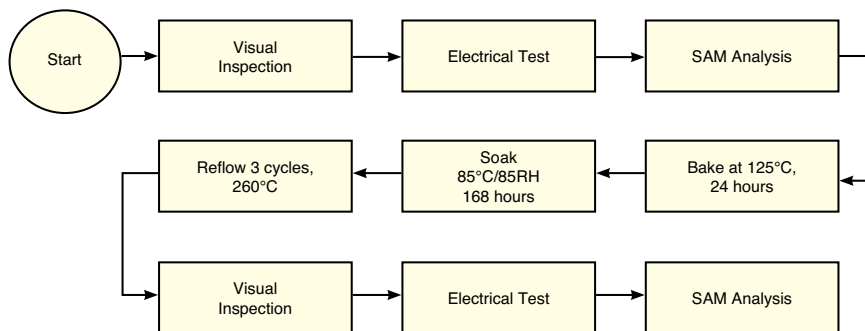 Start
Visual
Inspection
Electrical Test
SAM Analysis
Bake at 125°C,
24 hours
Soak
85°C/85RH
168 hours
Reflow 3 cycles,
260°C
Visual
Inspection
Electrical Test
SAM Analysis